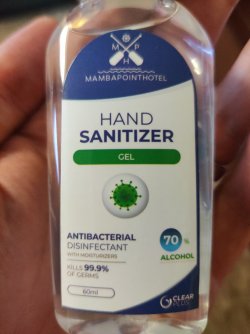 M P
H
MAMBAPOINTHOTEL
HAND
SANITIZER
GEL
ANTIBACTERIAL
DISINFECTANT
WITH MOISTURIZERS
KILLS 99.9%
OF GERMS
70 %
ALCOHOL
60ml
CLEAR